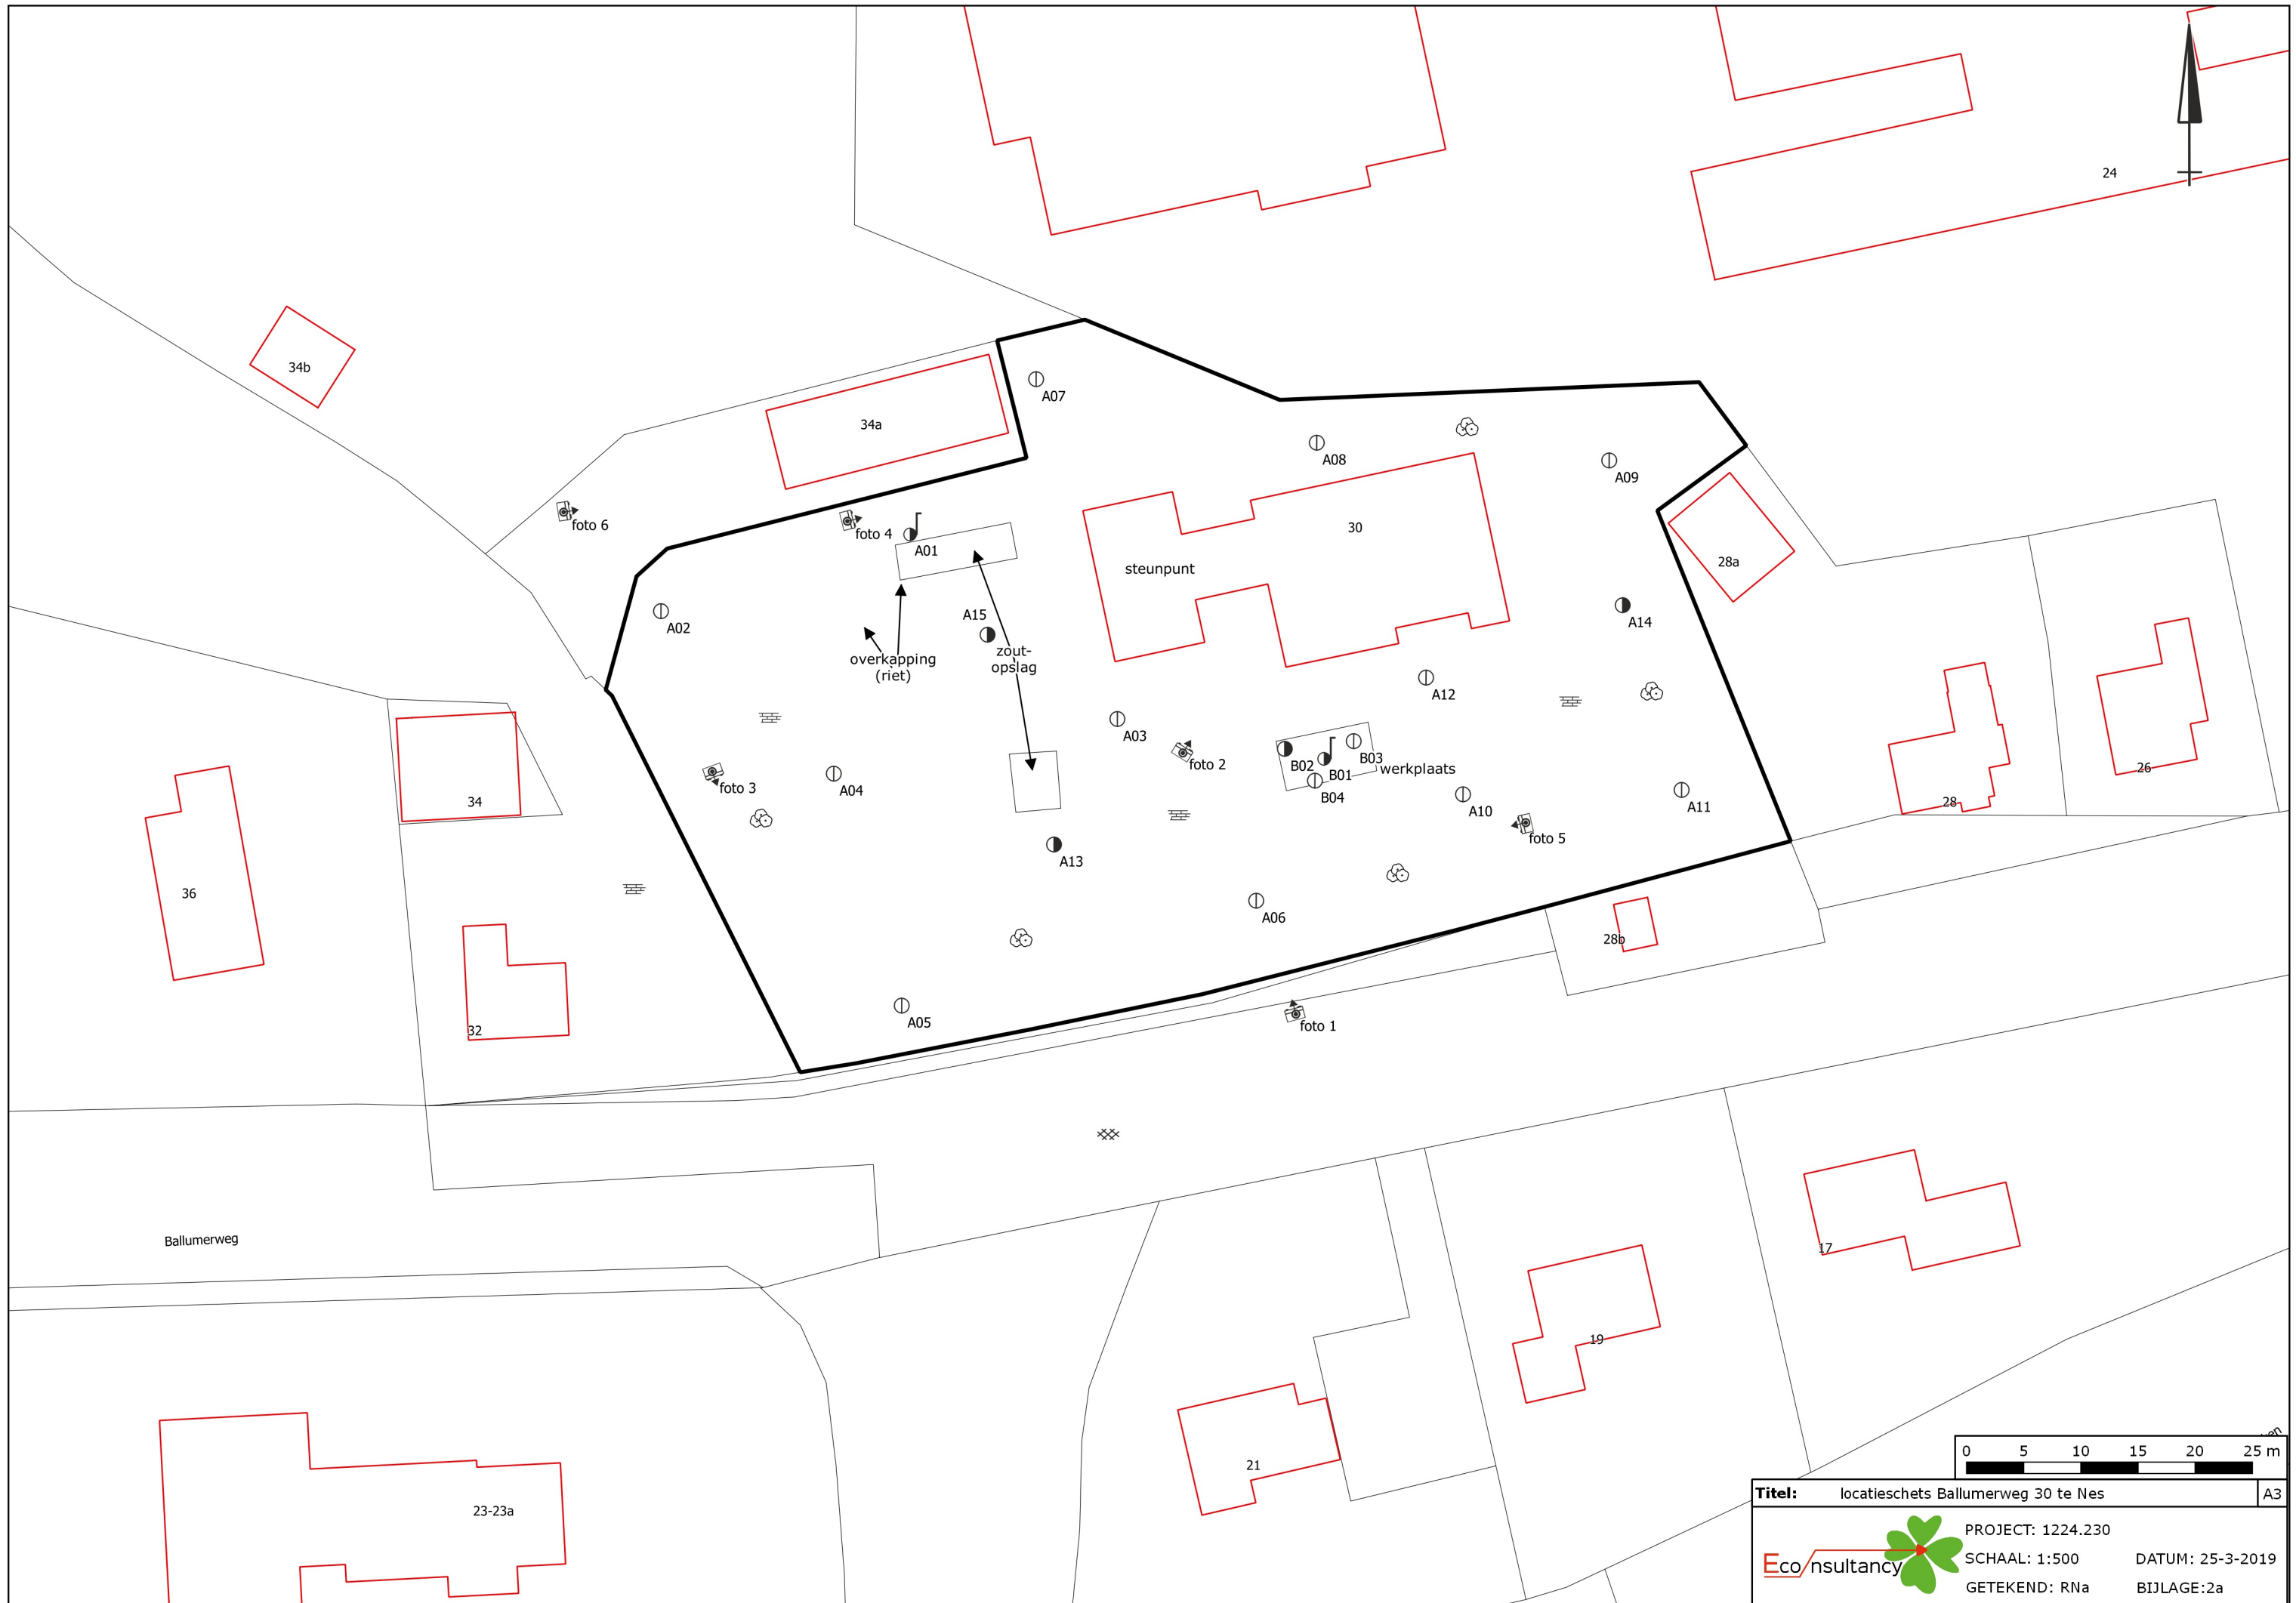 24
34b
34a
A07
A08
A09
foto 6
foto 4
A01
30
steunpunt
28a
A02
A15
A14
overkapping
(riet)
zout-
opslag
A12
A03
foto 2
B02
B03
B01
werkplaats
B04
foto 3
A04
A10
A11
foto 5
34
28
26
A13
36
A06
28b
32
A05
foto 1
Ballumerweg
17
19
21
23-23a
0 5 10 15 20 25 m
Titel: locatieschets Ballumerweg 30 te Nes A3
Econsultancy
PROJECT: 1224.230
SCHAAL: 1:500 DATUM: 25-3-2019
GETEKEND: RNa BIJLAGE:2a